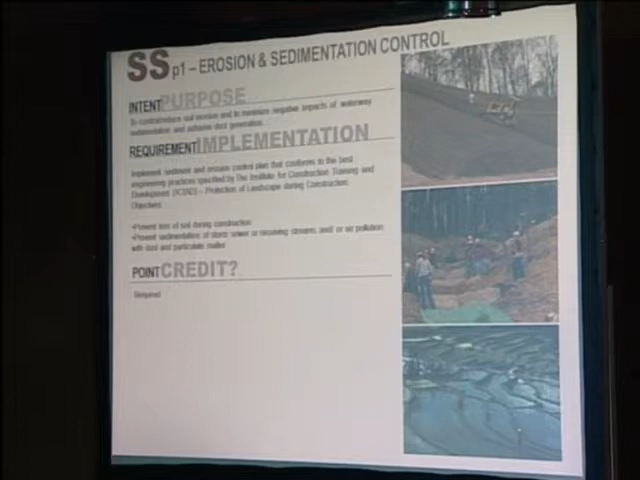 SSp1 – EROSION & SEDIMENTATION CONTROL
INTENT PURPOSE
To control/reduce soil erosion and to minimize negative impacts of waterway
sedimentation and airborne dust generation.
REQUIREMENT IMPLEMENTATION
Implement sediment and erosion control plan that conforms to the best
engineering practices specified by The Institute for Construction Training and
Development (ICTAD) – Protection of Landscape during Construction.
Objectives:
•Prevent loss of soil during construction
•Prevent sedimentation of storm sewer or receiving streams and/ or air pollution
with dust and particulate matter
POINT CREDIT?
Required